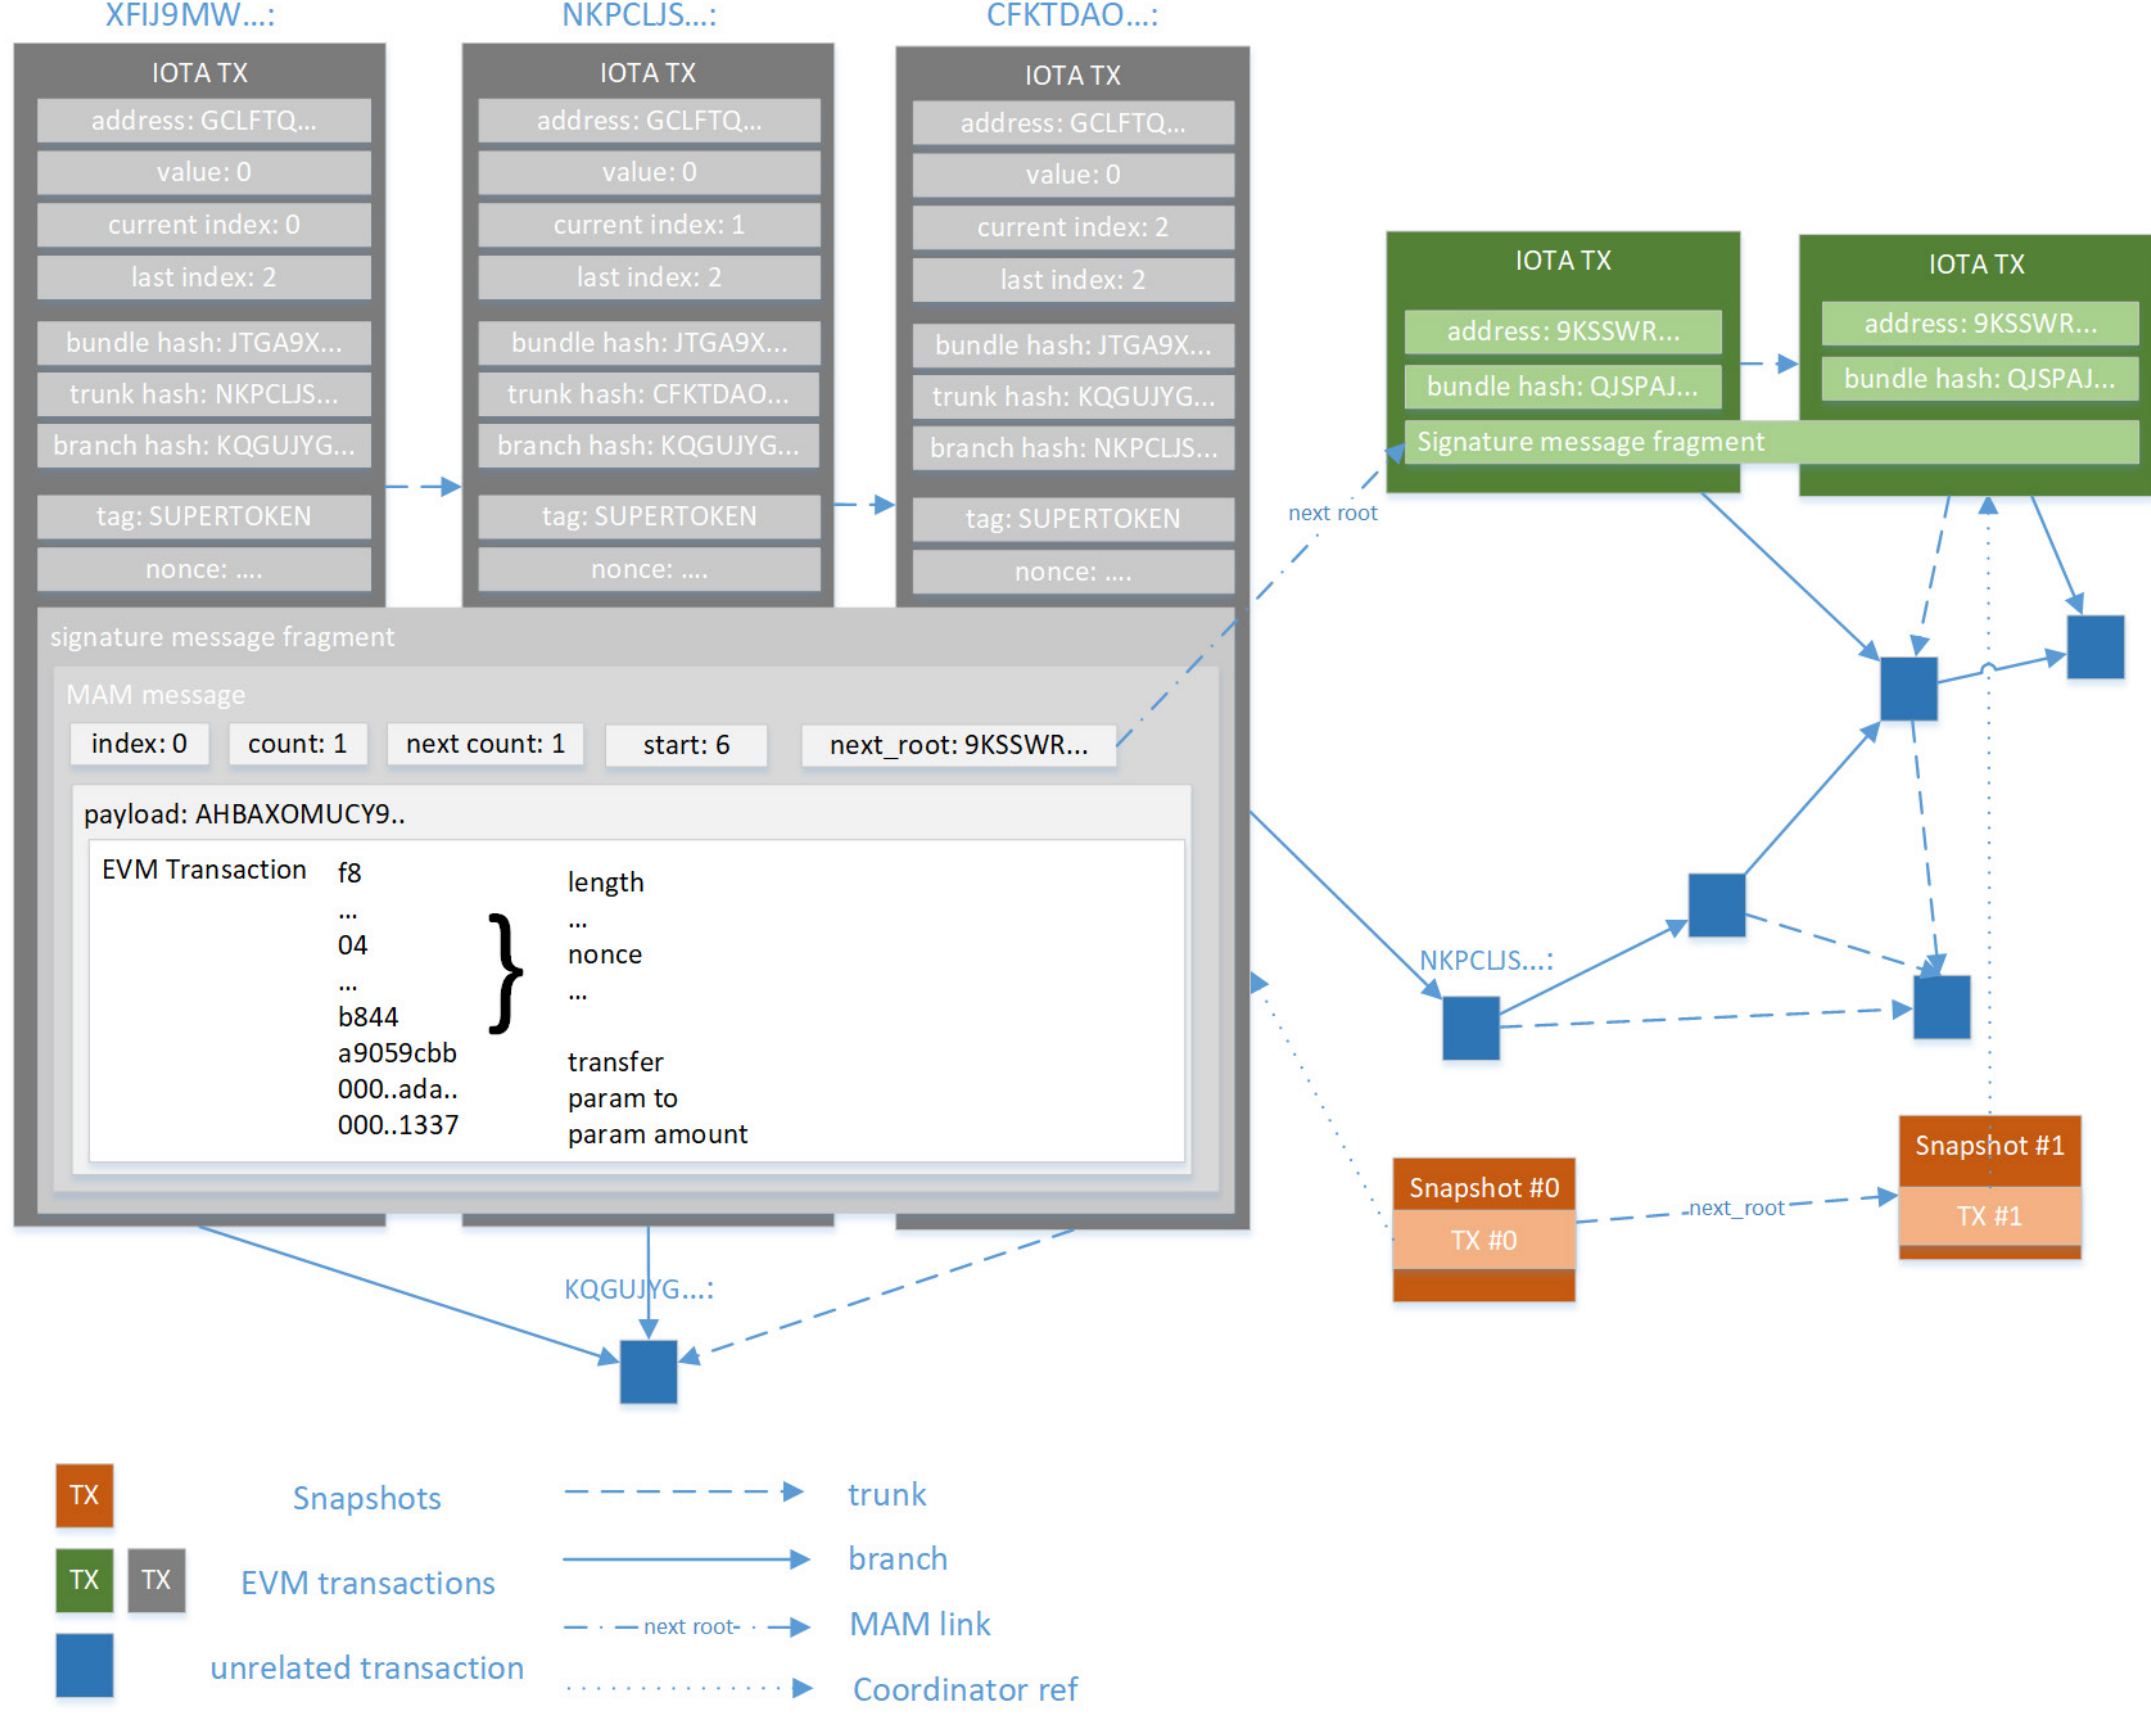 XFIJ9MW...:
IOTA TX
address: GCLFTQ...
value: 0
current index: 0
last index: 2
bundle hash: JTGA9X...
trunk hash: NKPCLJS...
branch hash: KQGUJYG...
tag: SUPERTOKEN
nonce: ....
NKPCLJS...:
IOTA TX
address: GCLFTQ...
value: 0
current index: 1
last index: 2
bundle hash: JTGA9X...
trunk hash: CFKTDAO...
branch hash: KQGUJYG...
tag: SUPERTOKEN
nonce: ....
CFKTDAO...:
IOTA TX
address: GCLFTQ...
value: 0
current index: 2
last index: 2
bundle hash: JTGA9X...
trunk hash: KQGUJYG...
branch hash: NKPCLJS...
tag: SUPERTOKEN
nonce: ....
signature message fragment
MAM message
index: 0
count: 1
next count: 1
start: 6
next_root: 9KSSWR...
payload: AHBAXOMUCY9..
EVM Transaction
f8
...
04
...
b844
a9059cbb
000..ada..
000..1337
}
length
...
nonce
...
transfer
param to
param amount
next root
IOTA TX
address: 9KSSWR...
bundle hash: QJSPAJ...
IOTA TX
address: 9KSSWR...
bundle hash: QJSPAJ...
Signature message fragment
NKPCLJS...:
Snapshot #0
TX #0
next_root
Snapshot #1
TX #1
KQGUJYG...:
TX
Snapshots
TX
TX
EVM transactions
unrelated transaction
trunk
branch
next root
MAM link
Coordinator ref